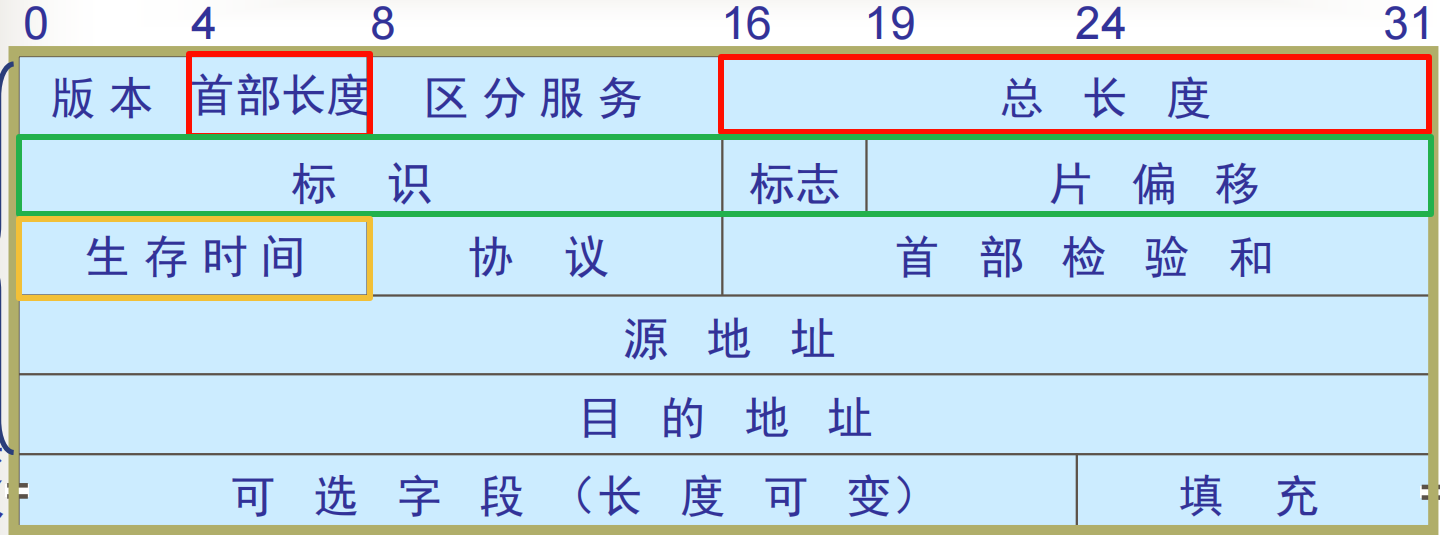 0 4 8 16 19 24 31
版本 首部长度 区分服务 总长度
标识 标志 片偏移
生存时间 协议 首部检验和
源地址
目的地址
可选字段（长度可变） 填充